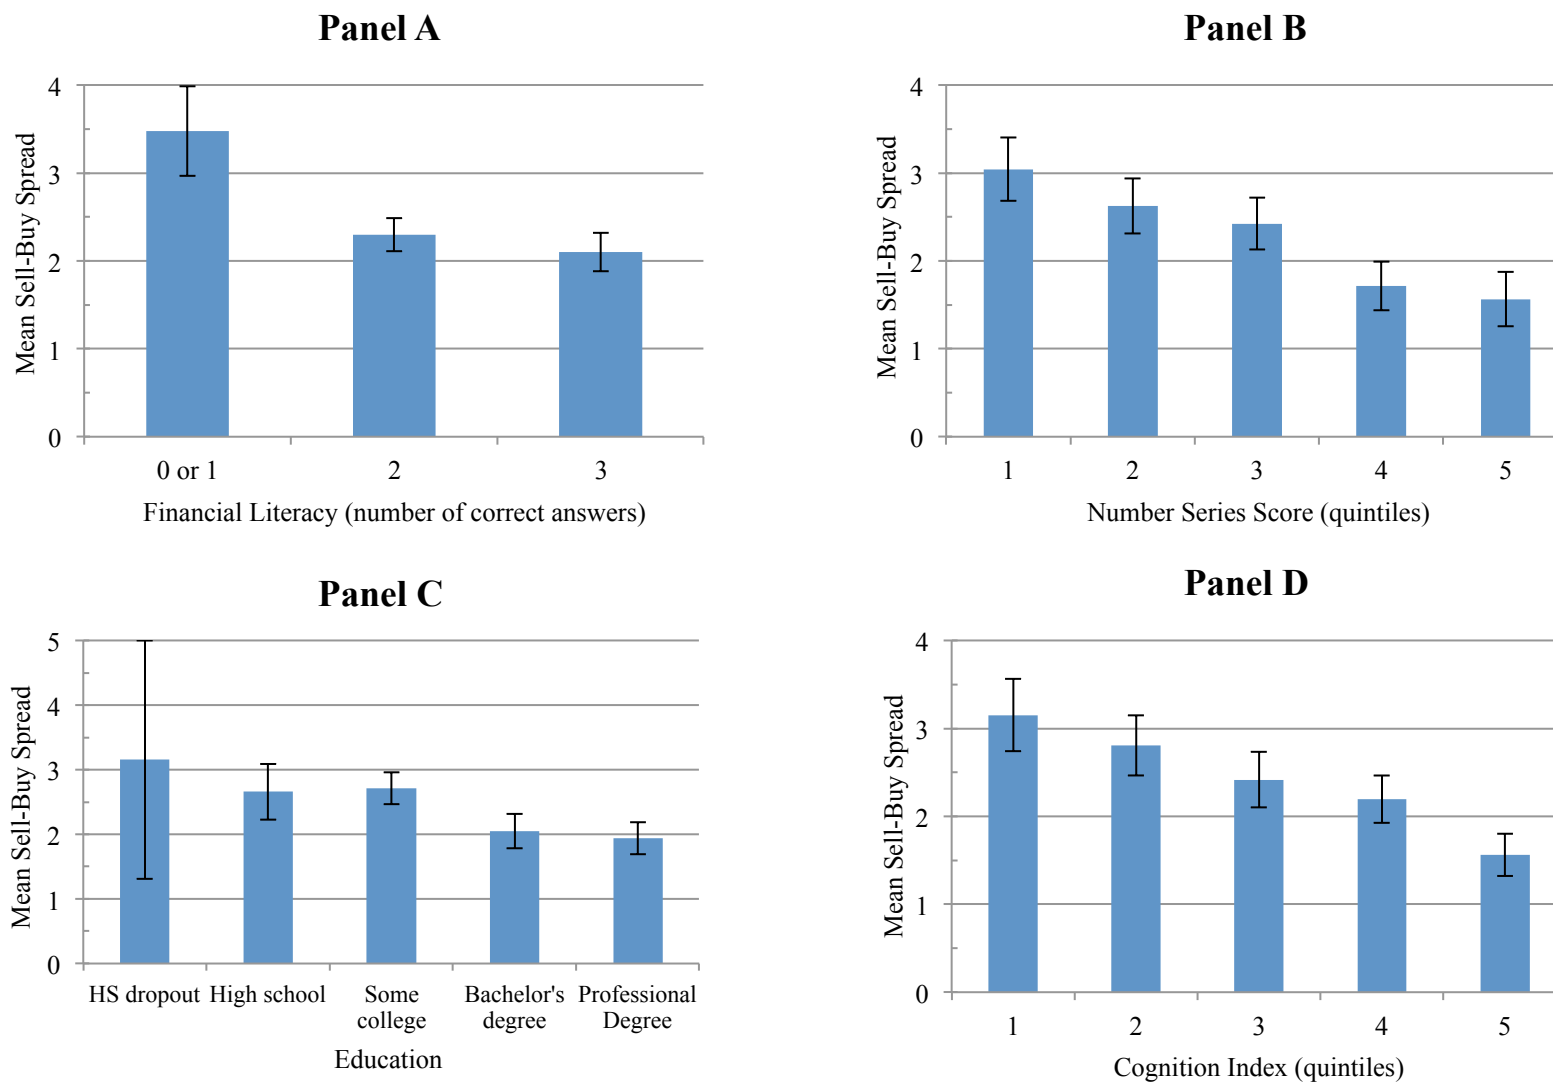 Panel A
Mean Sell-Buy Spread
4
3
2
1
0
0 or 1 2 3
Financial Literacy (number of correct answers)
Panel B
Mean Sell-Buy Spread
4
3
2
1
0
1 2 3 4 5
Number Series Score (quintiles)
Panel C
Mean Sell-Buy Spread
5
4
3
2
1
0
HS dropout High school Some Bachelor's Professional
college degree Degree
Education
Panel D
Mean Sell-Buy Spread
4
3
2
1
0
1 2 3 4 5
Cognition Index (quintiles)